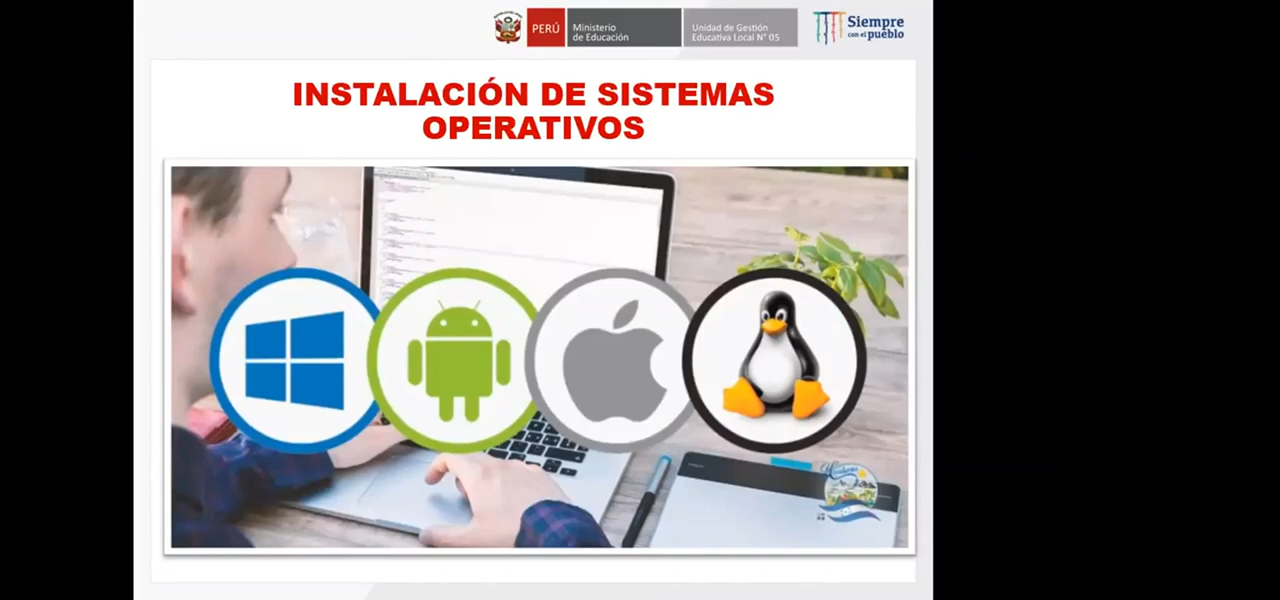 PERÚ
Ministerio
de Educación
Unidad de Gestión
Educativa Local N° 05
Siempre
con el pueblo
INSTALACIÓN DE SISTEMAS
OPERATIVOS